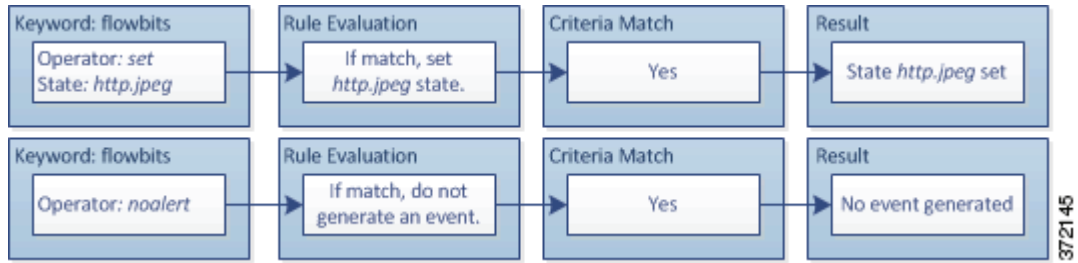 Keyword: flowbits
Operator: set
State: http.jpeg
Rule Evaluation
If match, set
http.jpeg state.
Criteria Match
Yes
Result
State http.jpeg set
Keyword: flowbits
Operator: noalert
Rule Evaluation
If match, do not
generate an event.
Criteria Match
Yes
Result
No event generated
372145